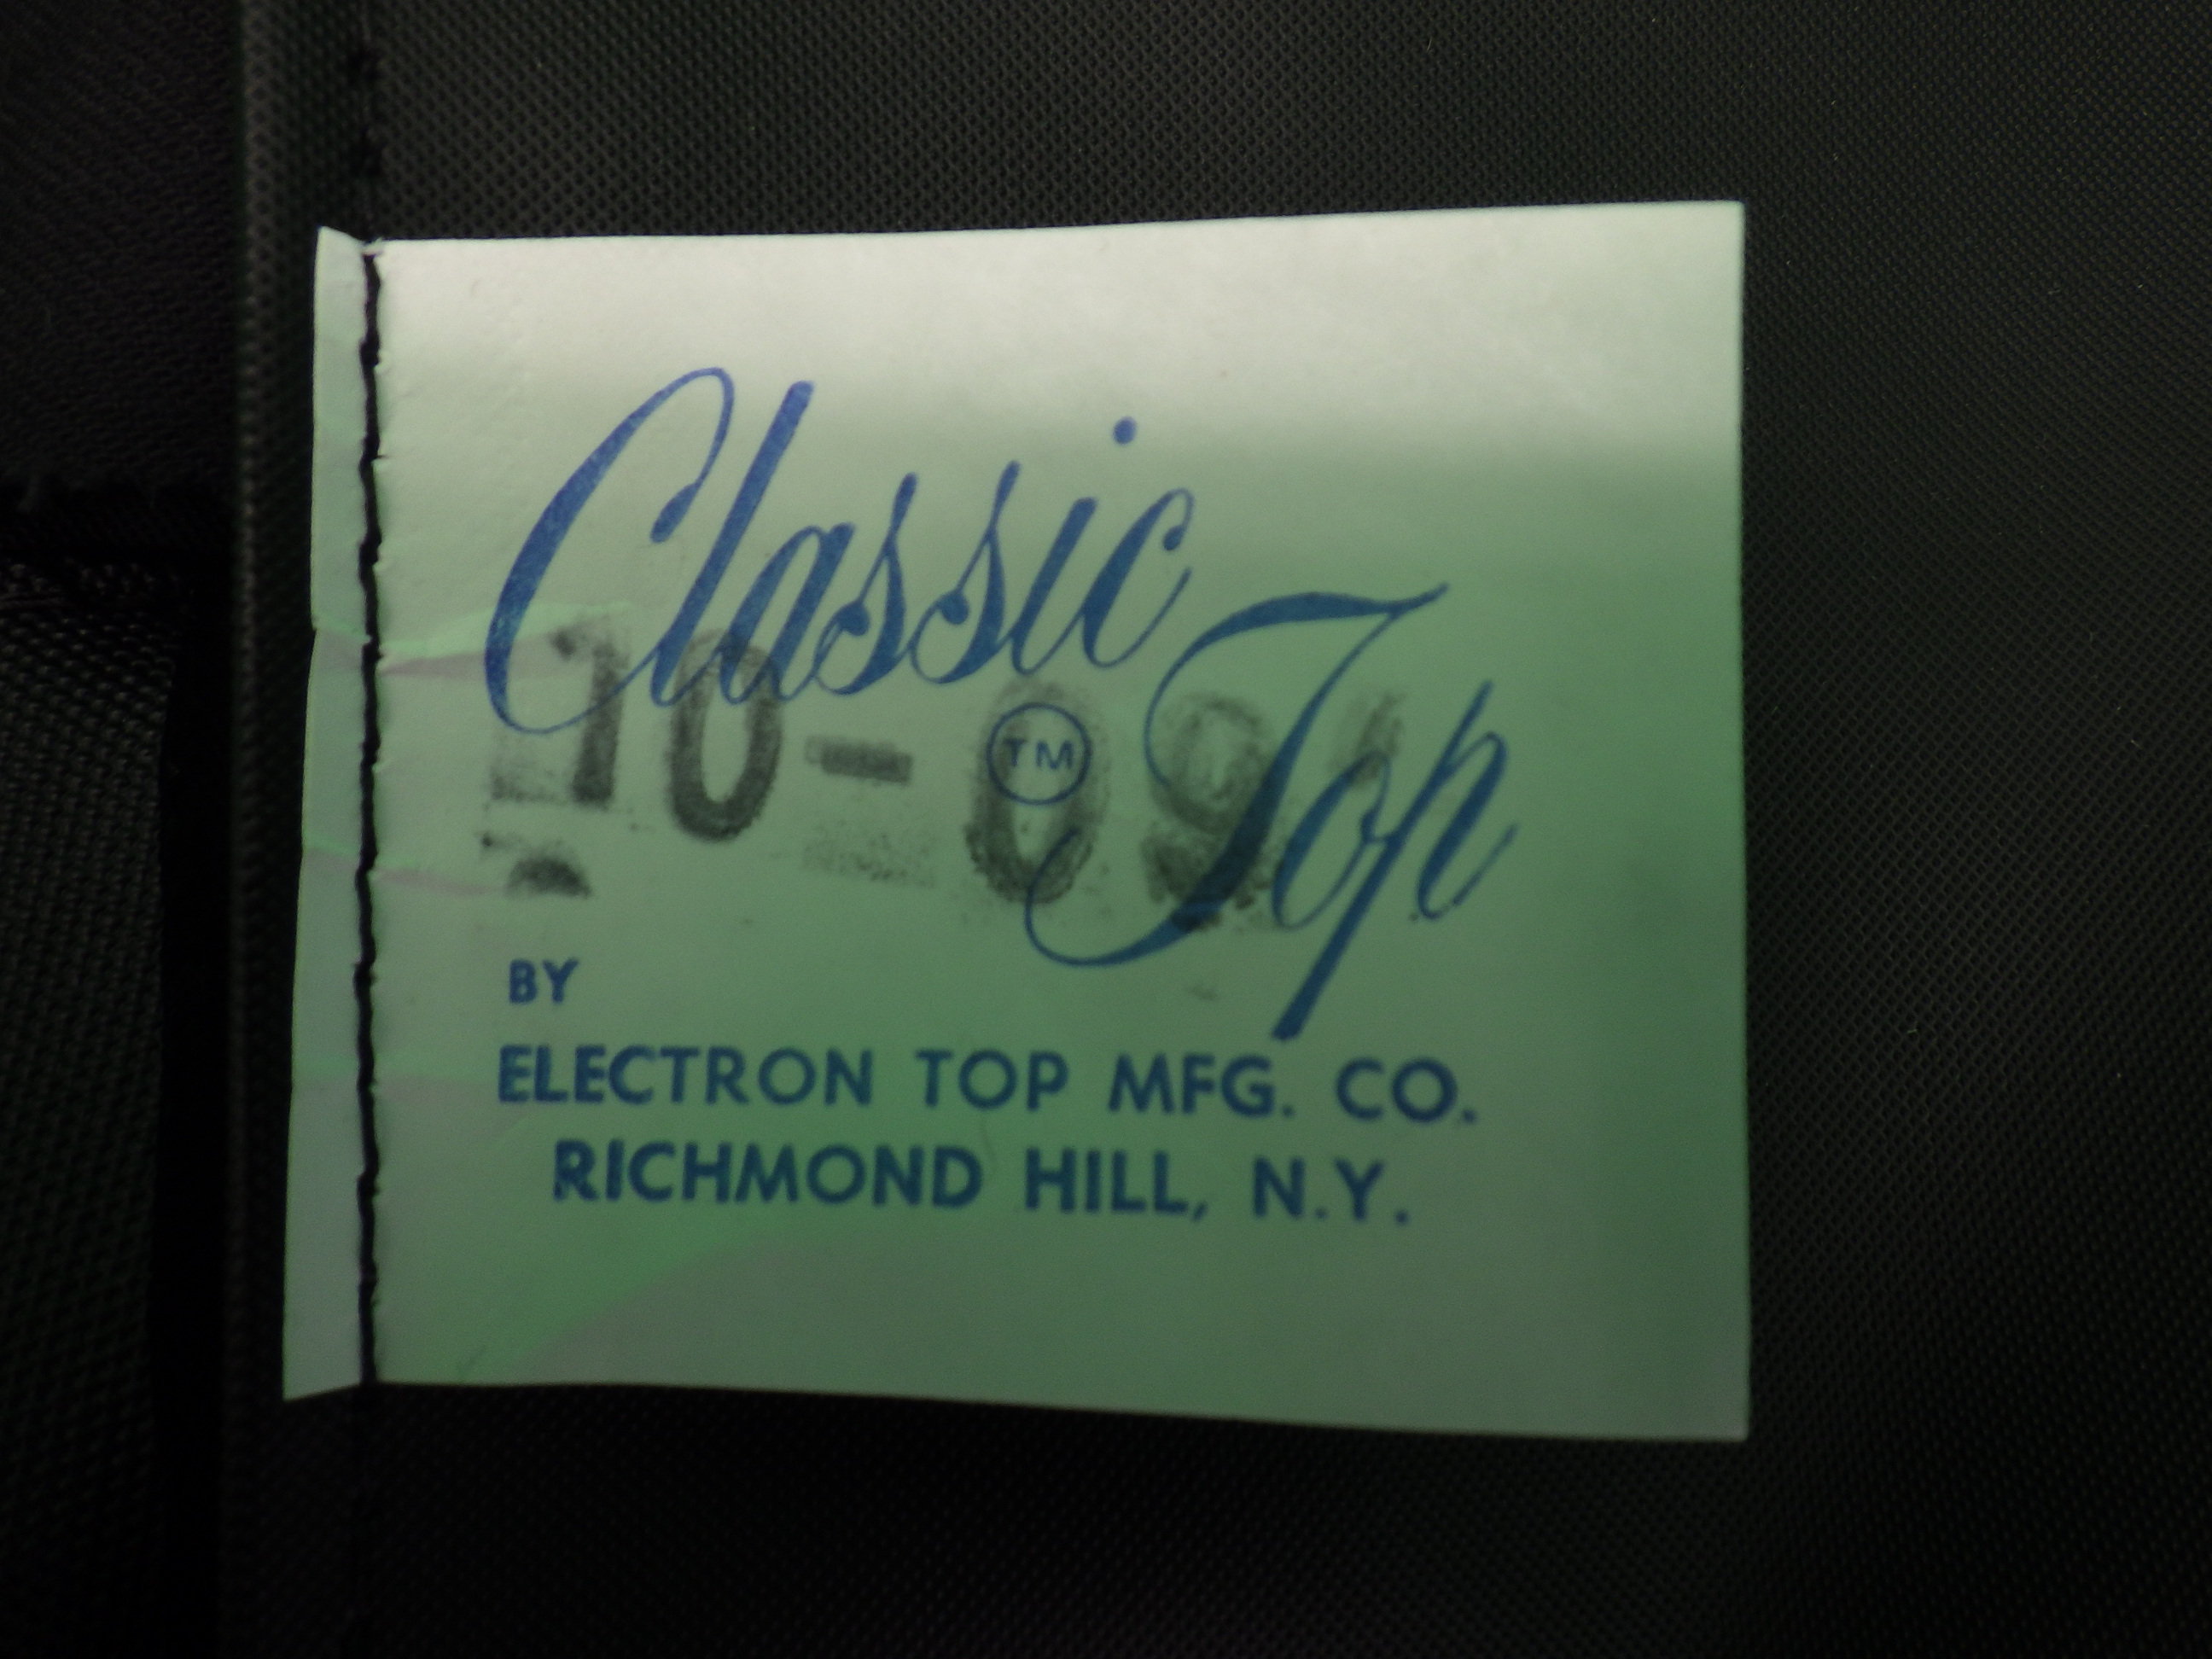 Classic
Top
TM
10-09
BY
ELECTRON TOP MFG. CO.
RICHMOND HILL, N.Y.